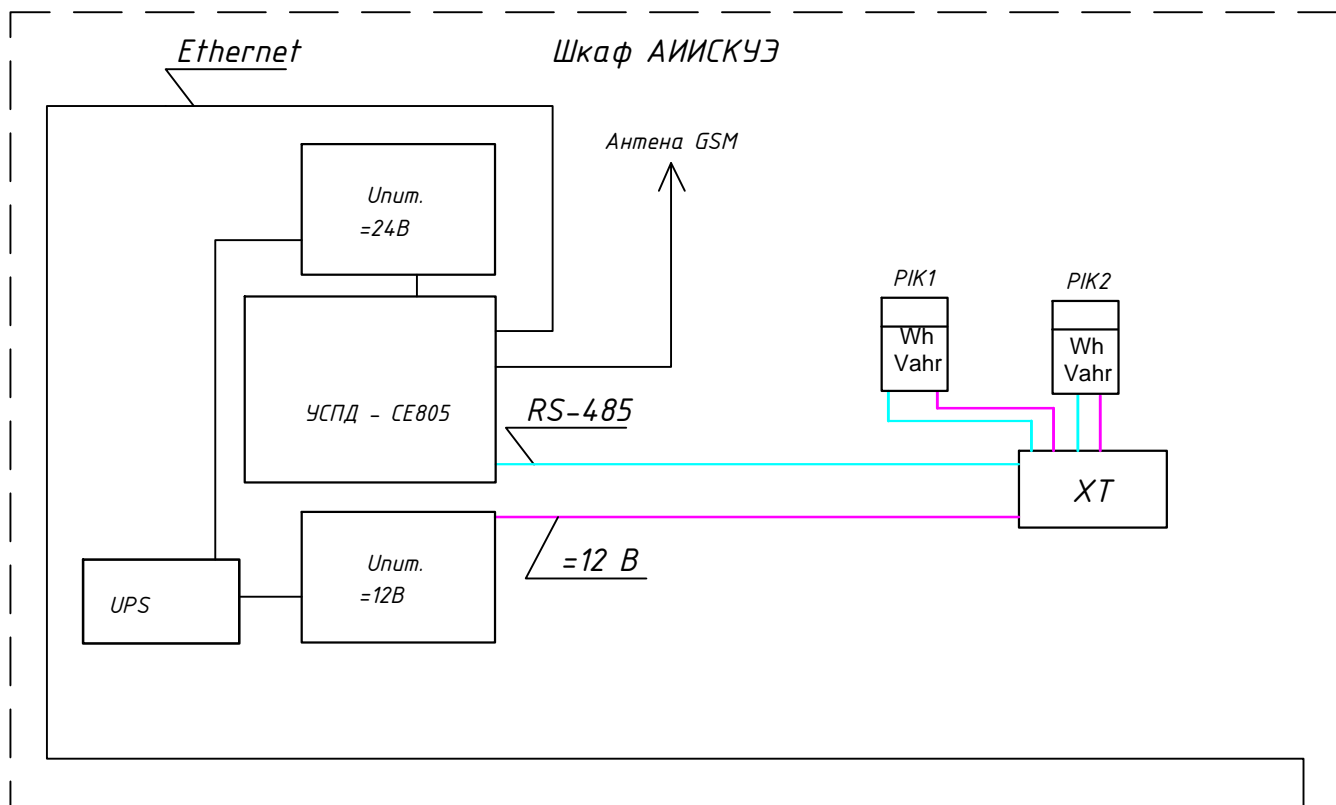 Ethernet
Шкаф АИИСКУЭ
Антена GSM
Uпит.
=24В
PIK1
PIK2
Wh
Vahr
Wh
Vahr
УСПД - CE805
RS-485
XT
=12 В
Uпит.
=12В
UPS